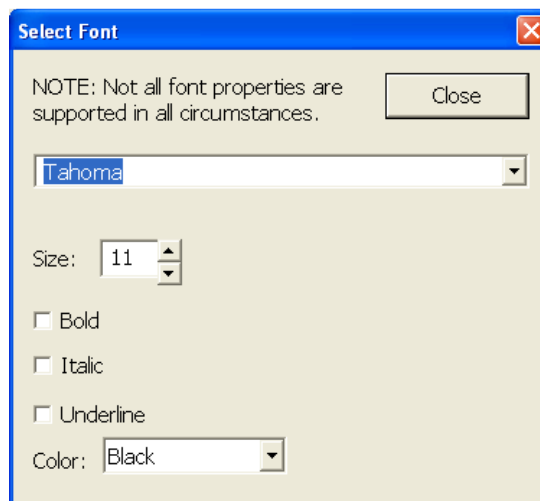 Select Font
NOTE: Not all font properties are
supported in all circumstances.
Close
Tahoma
Size: 11
Bold
Italic
Underline
Color: Black